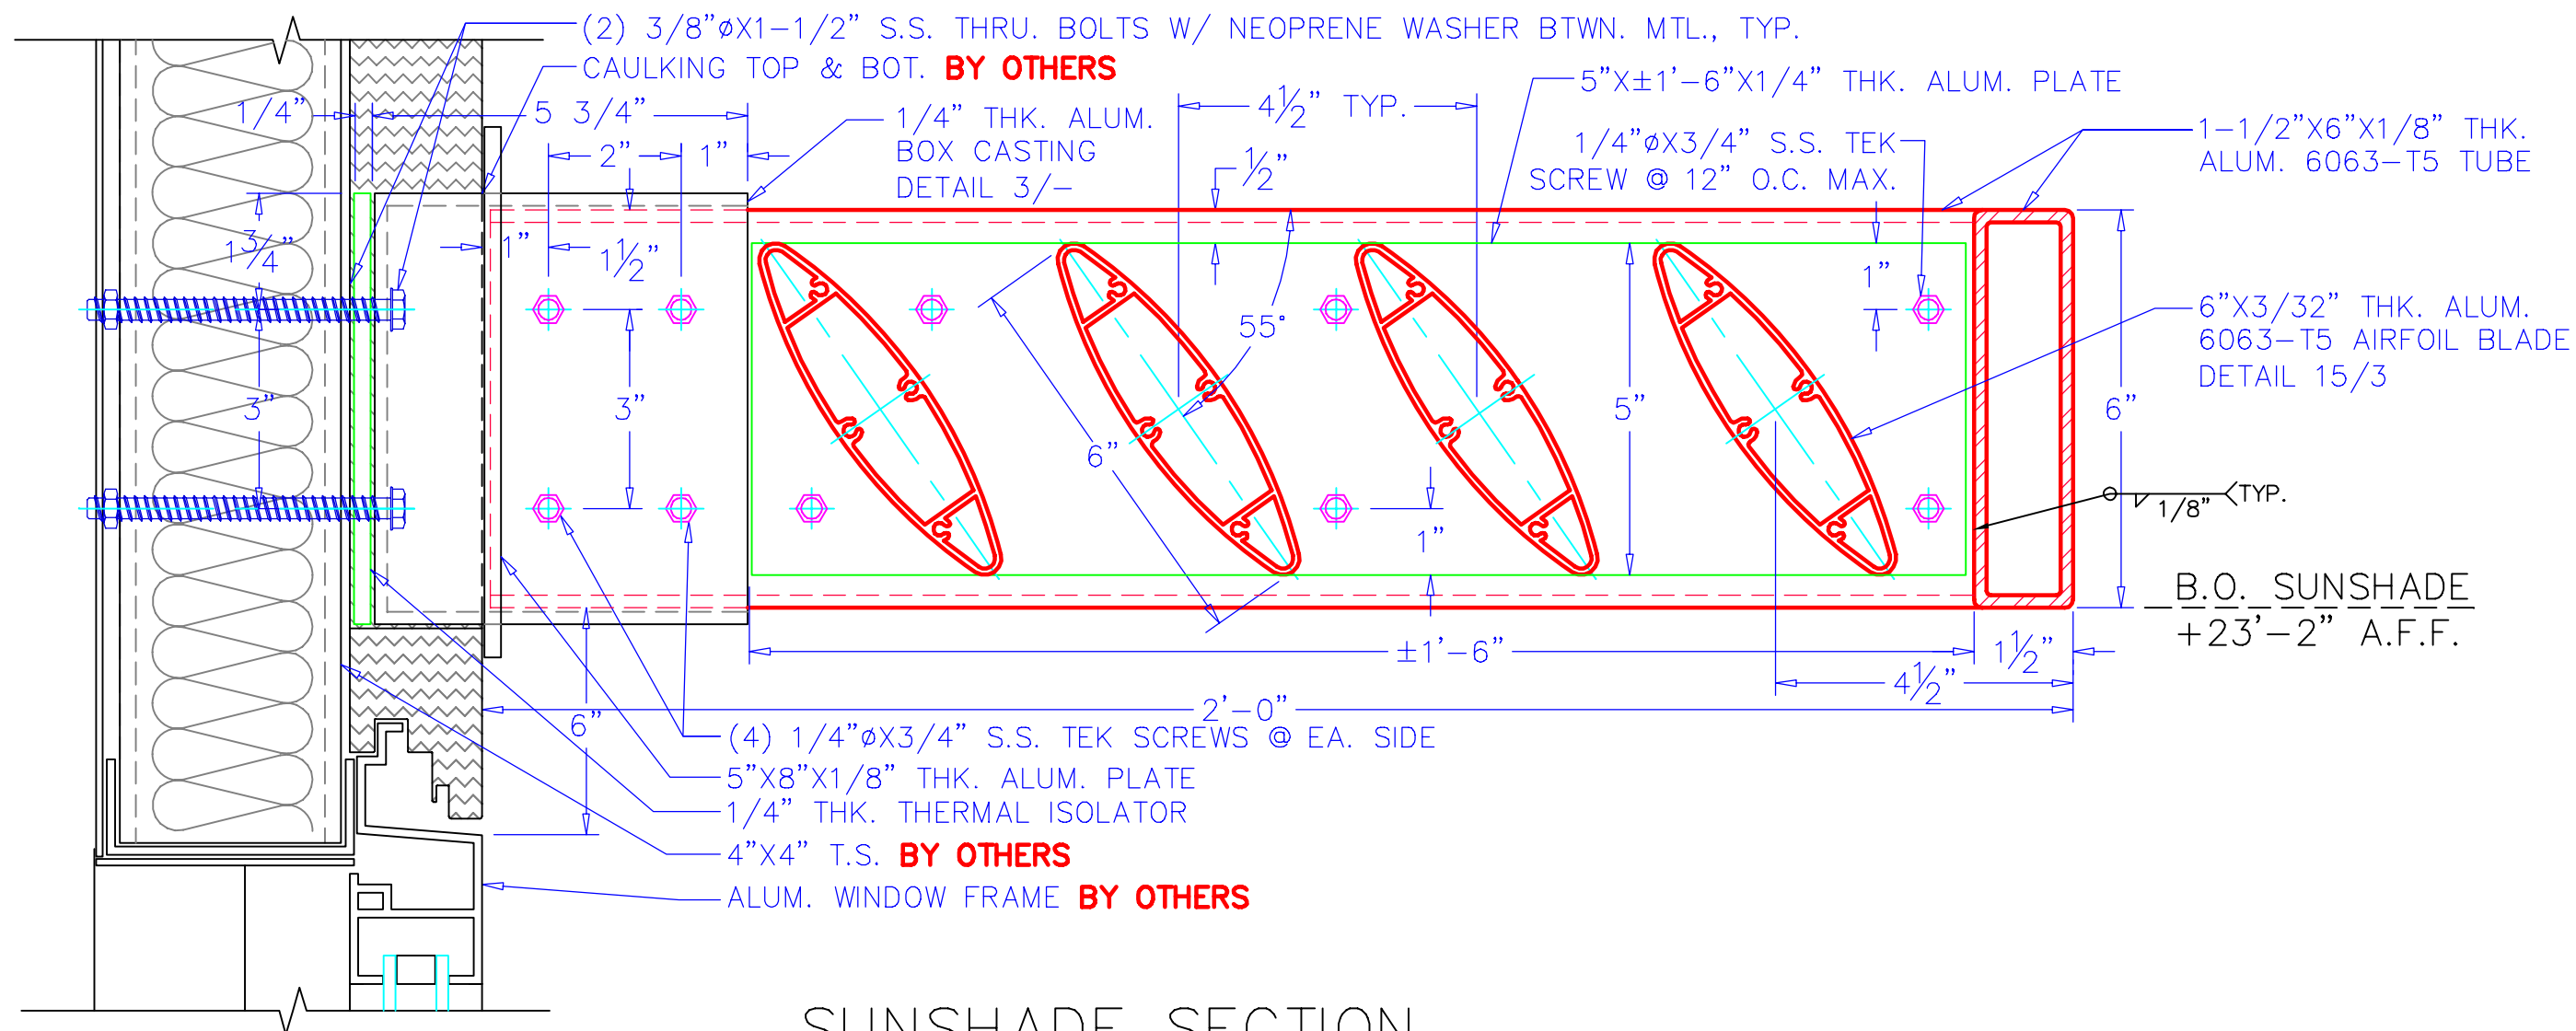 (2) 3/8"øX1-1/2" S.S. THRU. BOLTS W/ NEOPRENE WASHER BTWN. MTL., TYP.
CAULKING TOP & BOT. BY OTHERS
1/4"
5 3/4"
2"
1"
1/4" THK. ALUM.
BOX CASTING
DETAIL 3/-
4½" TYP.
5"X±1'-6"X1/4" THK. ALUM. PLATE
1/4"øX3/4" S.S. TEK
SCREW @ 12" O.C. MAX.
½"
1-1/2"X6"X1/8" THK.
ALUM. 6063-T5 TUBE
1¾"
1"
1½"
1"
55°
6"X3/32" THK. ALUM.
6063-T5 AIRFOIL BLADE
DETAIL 15/3
3"
3"
6"
5"
6"
1"
1/8"
TYP.
B.O. SUNSHADE
+23'-2" A.F.F.
±1'-6"
1½"
4½"
2'-0"
6"
(4) 1/4"øX3/4" S.S. TEK SCREWS @ EA. SIDE
5"X8"X1/8" THK. ALUM. PLATE
1/4" THK. THERMAL ISOLATOR
4"X4" T.S. BY OTHERS
ALUM. WINDOW FRAME BY OTHERS
SUNSHADE SECTION